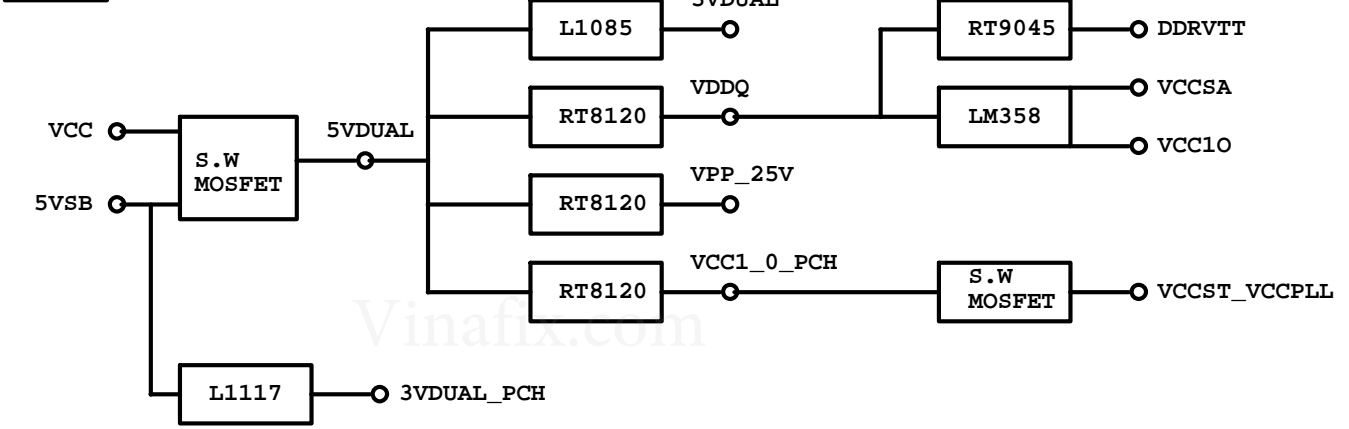 3VDUAL
L1085
RT9045 DDRVTT
VDDQ
VCCSA
RT8120
LM358
VCC
5VDUAL
VCC1O
S.W
MOSFET
VPP_25V
5VSB
RT8120
VCC1_0_PCH
S.W
MOSFET
RT8120
VCCST_VCCPLL
Vinafix.com
L1117
3VDUAL_PCH